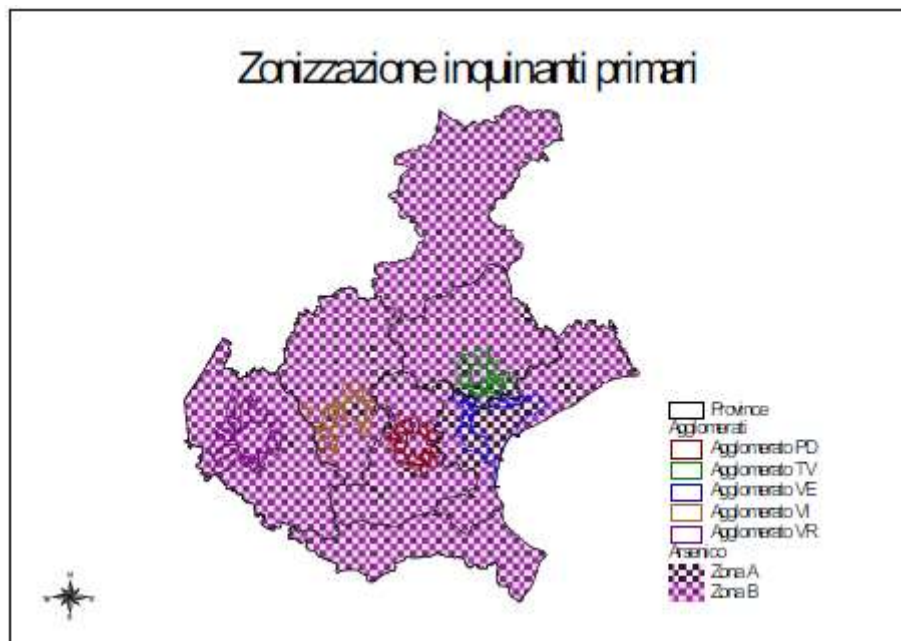 Zonizzazione inquinanti primari
Province
Agglomerati
Agglomerato PD
Agglomerato TV
Agglomerato VE
Agglomerato VI
Agglomerato VR
Arsenico
Zona A
Zona B